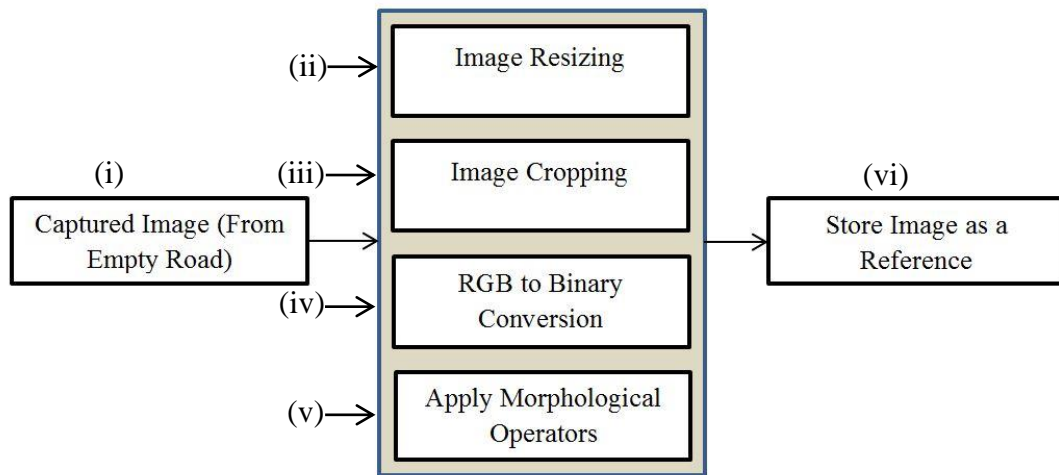 (i)
Captured Image (From
Empty Road)
(ii)
Image Resizing
(iii)
Image Cropping
(iv)
RGB to Binary
Conversion
(v)
Apply Morphological
Operators
(vi)
Store Image as a
Reference